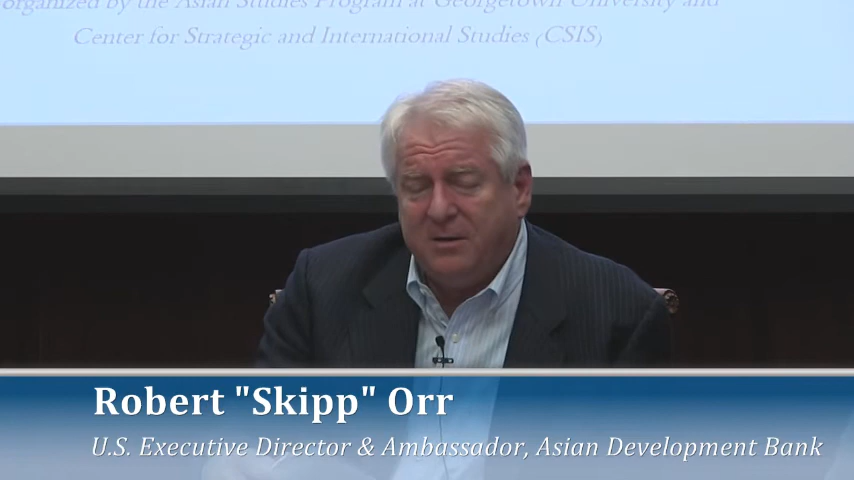 organized by the Asian Studies Program at Georgetown University and
Center for Strategic and International Studies (CSIS)
Robert "Skipp" Orr
U.S. Executive Director & Ambassador, Asian Development Bank